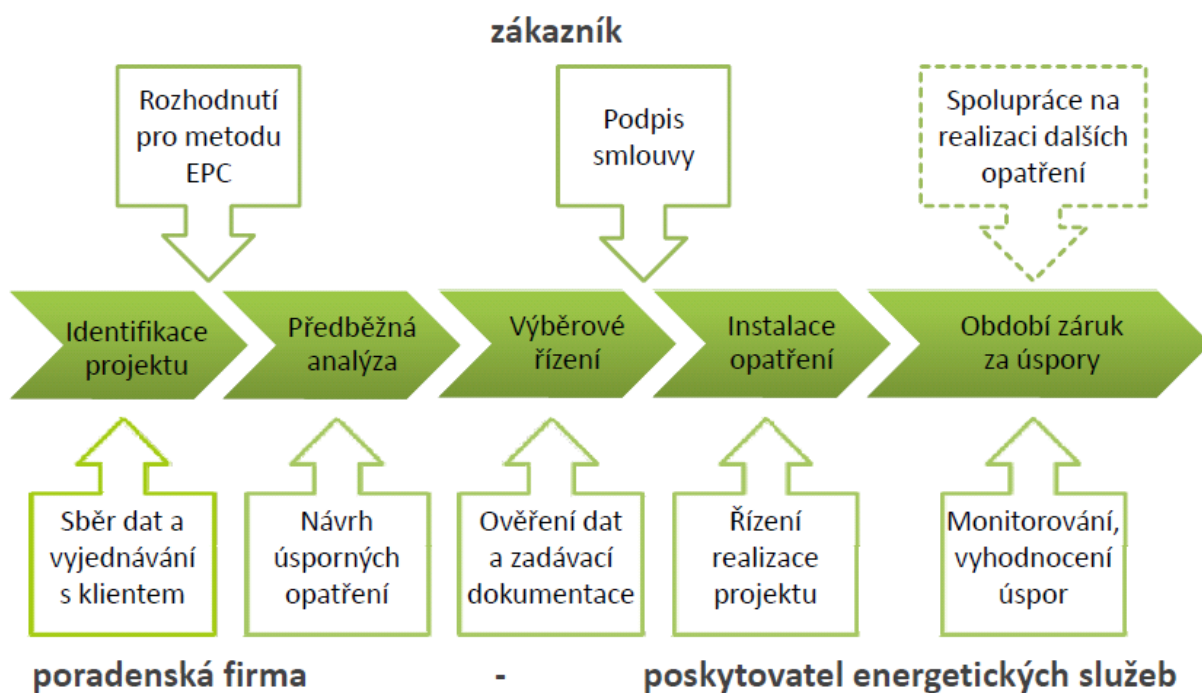 zákazník
Rozhodnutí
pro metodu
EPC
Podpis
smlouvy
Spolupráce na
realizaci dalších
opatření
Identifikace
projektu
Předběžná
analýza
Výběrové
řízení
Instalace
opatření
Období záruk
za úspory
Sběr dat a
vyjednávání
s klientem
Návrh
úsporných
opatření
Ověření dat
a zadávací
dokumentace
Řízení
realizace
projektu
Monitorování,
vyhodnocení
úspor
poradenská firma - poskytovatel energetických služeb